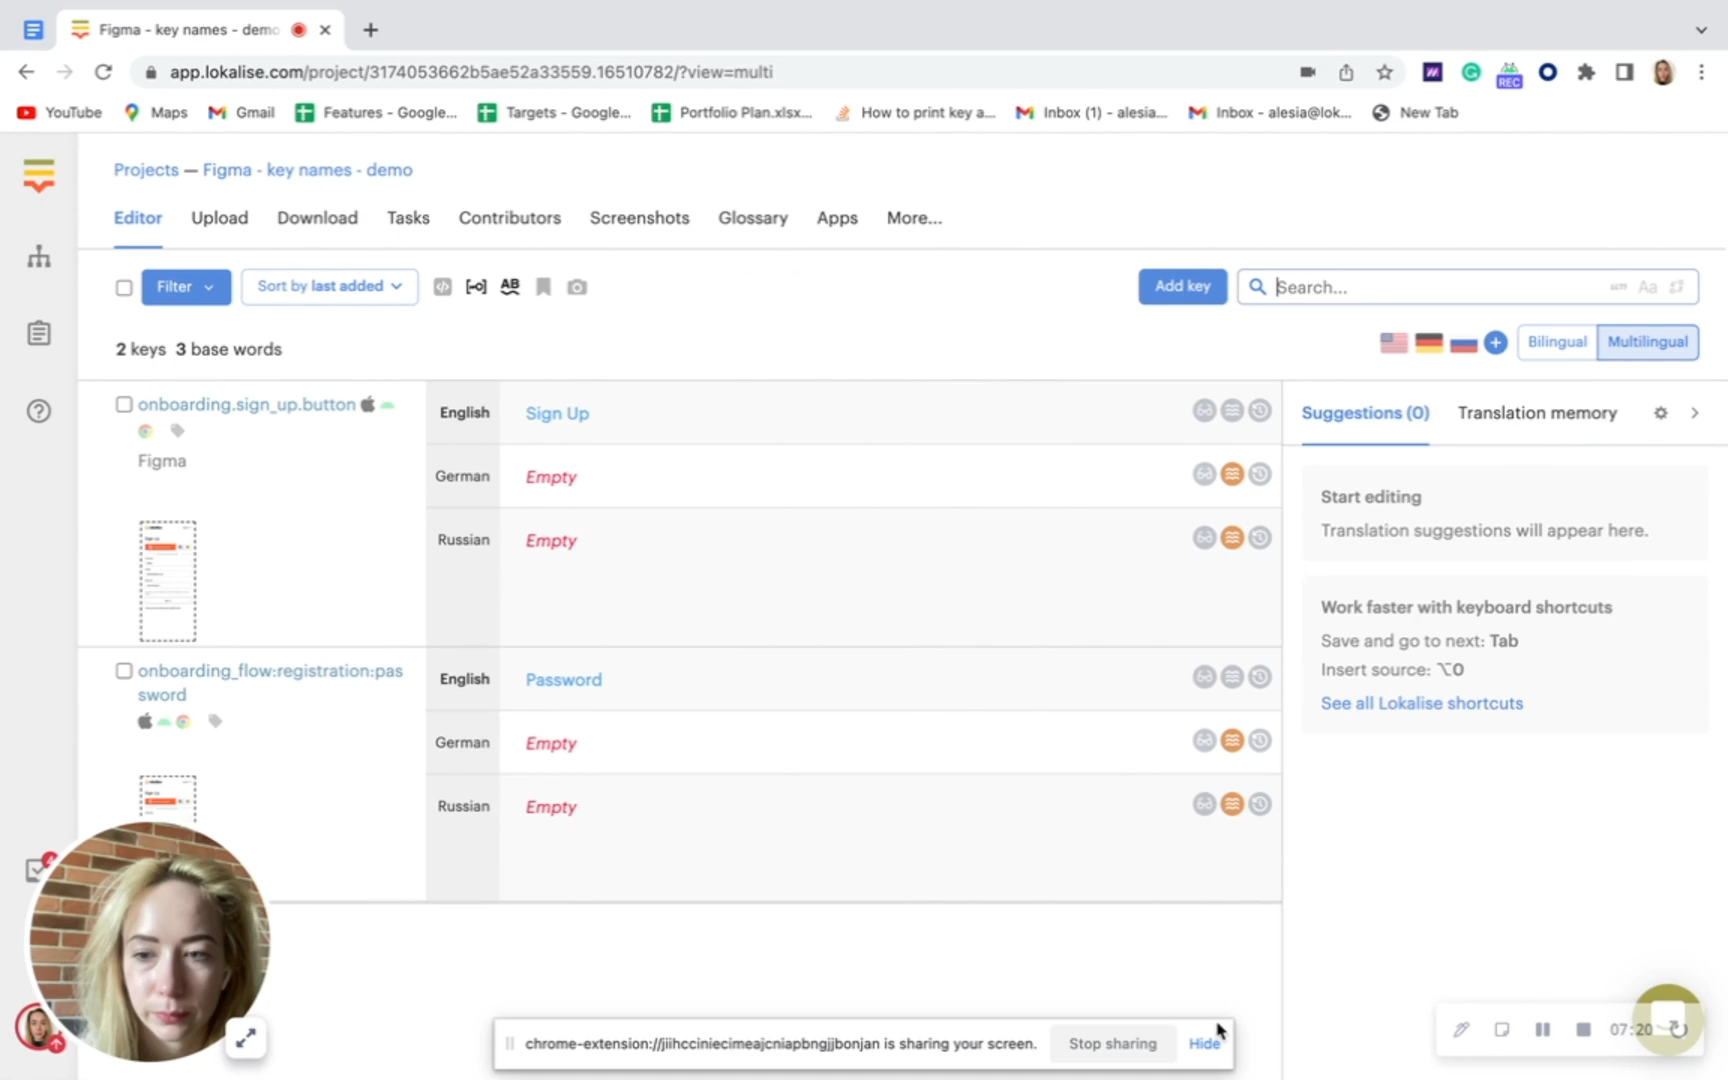 Figma - key names - demo
app.lokalise.com/project/3174053662b5ae52a33559.16510782/?view=multi
REC
YouTube Maps Gmail Features - Google... Targets - Google... Portfolio Plan.xlsx... How to print key a... Inbox (1) - alesia... Inbox - alesia@lok... New Tab
Projects — Figma - key names - demo
Editor Upload Download Tasks Contributors Screenshots Glossary Apps More...
Filter Sort by last added AB Add key Search... Aa
2 keys 3 base words
Bilingual Multilingual
onboarding.sign_up.button
Figma
English Sign Up
German Empty
Russian Empty
onboarding_flow:registration:pas
sword
English Password
German Empty
Russian Empty
Suggestions (0) Translation memory
Start editing
Translation suggestions will appear here.
Work faster with keyboard shortcuts
Save and go to next: Tab
Insert source: ⌥O
See all Lokalise shortcuts
chrome-extension://jiihcciniecimeajcniapbngjjbonjan is sharing your screen. Stop sharing Hide
07:20